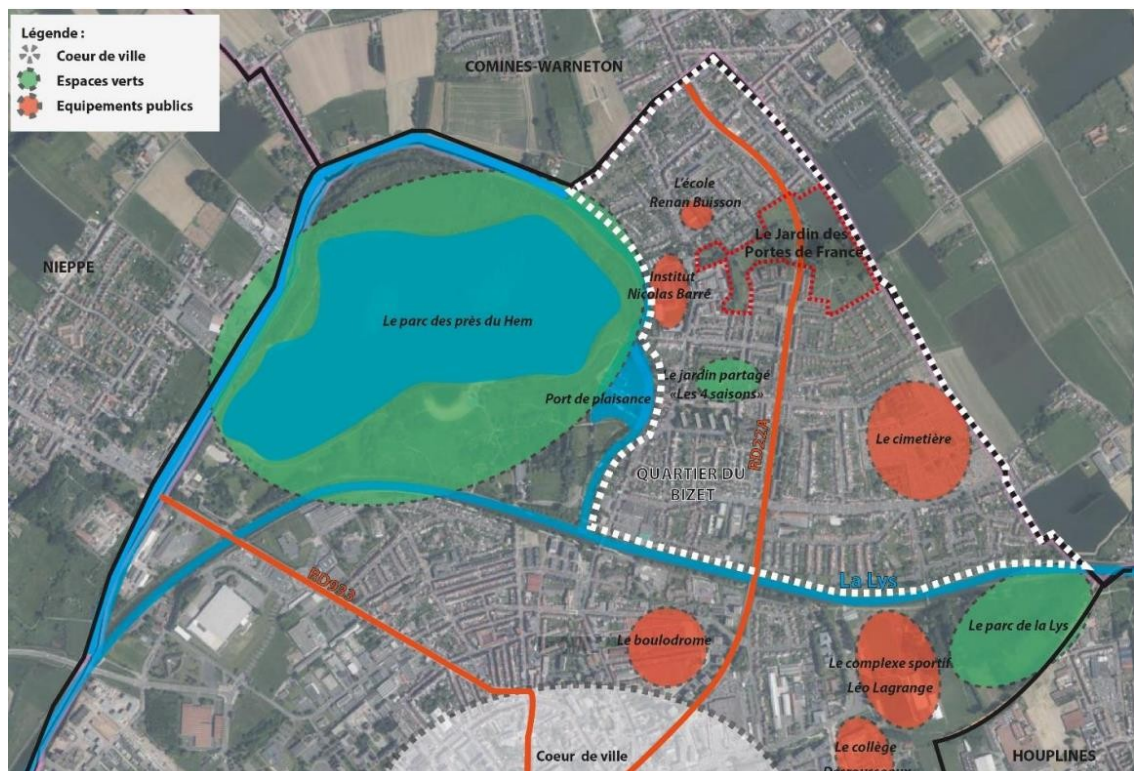 Légende :
Coeur de ville
Espaces verts
Equipements publics
COMINES-WARNETON
L'école
Renan Buisson
Le Jardin des
Portes de France
NIEPPE
Institut
Nicolas Barré
Le parc des près du Hem
Le jardin partagé
«Les 4 saisons»
Port de plaisance
RD22A
Le cimetière
QUARTIER DU
BIZET
RD933
La Lys
Le parc de la Lys
Le boulodrome
Le complexe sportif
Léo Lagrange
Coeur de ville
Le collège
HOUPLINES